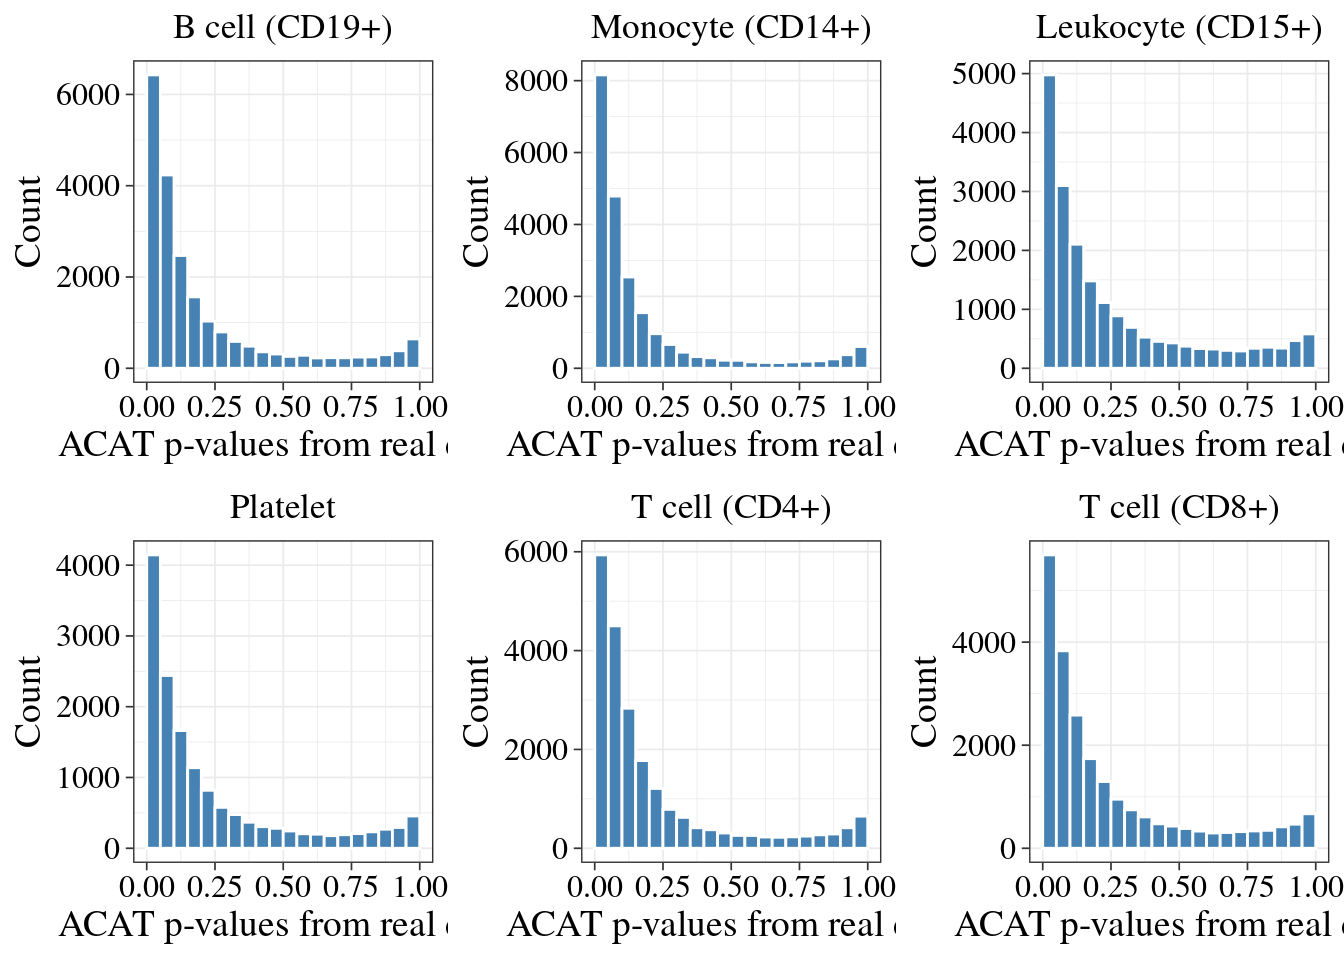 B cell (CD19+)
Count
6000
4000
2000
0
0.00 0.25 0.50 0.75 1.00
ACAT p-values from real
Monocyte (CD14+)
Count
8000
6000
4000
2000
0
0.00 0.25 0.50 0.75 1.00
ACAT p-values from real
Leukocyte (CD15+)
Count
5000
4000
3000
2000
1000
0
0.00 0.25 0.50 0.75 1.00
ACAT p-values from real
Platelet
Count
4000
3000
2000
1000
0
0.00 0.25 0.50 0.75 1.00
ACAT p-values from real
T cell (CD4+)
Count
6000
4000
2000
0
0.00 0.25 0.50 0.75 1.00
ACAT p-values from real
T cell (CD8+)
Count
4000
2000
0
0.00 0.25 0.50 0.75 1.00
ACAT p-values from real